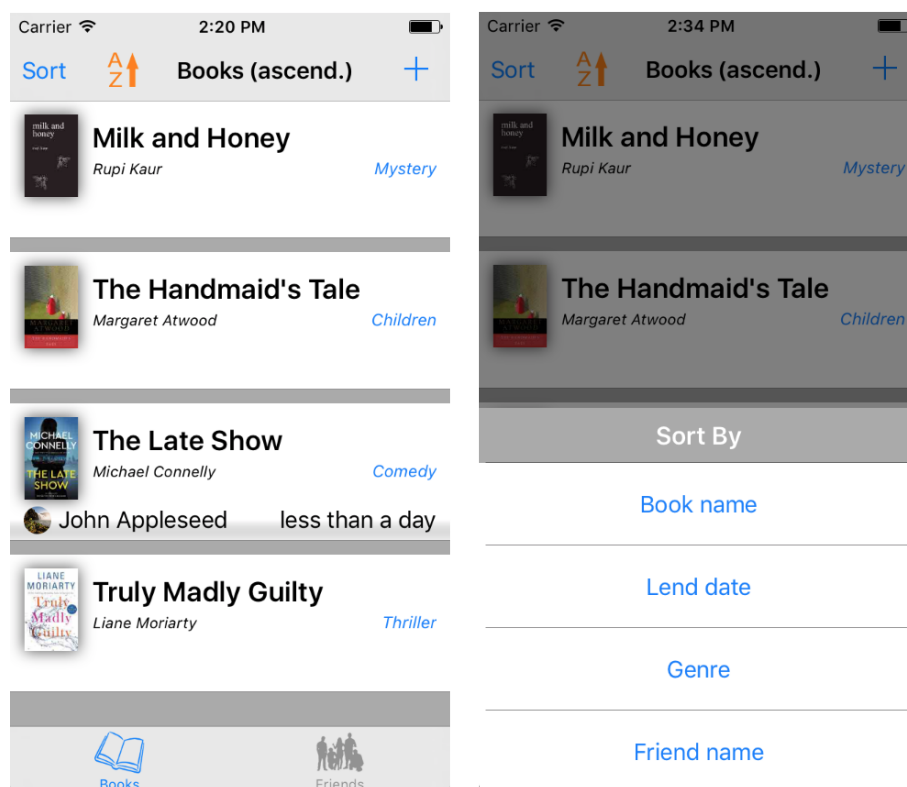 Carrier 2:20 PM
Sort A Z Books (ascend.) +
milk and
honey
Milk and Honey
Rupi Kaur Mystery
The Handmaid's Tale
MARGARET
ATWOOD
Margaret Atwood Children
MICHAEL
CONNELLY
THE LATE
SHOW
The Late Show
Michael Connelly Comedy
John Appleseed less than a day
LIANE
MORIARTY
Truly
Madly
Guilty
Truly Madly Guilty
Liane Moriarty Thriller
Books Friends
Carrier 2:34 PM
Sort A Z Books (ascend.) +
milk and
honey
Milk and Honey
Rupi Kaur Mystery
The Handmaid's Tale
MARGARET
ATWOOD
Margaret Atwood Children
Sort By
Book name
Lend date
Genre
Friend name